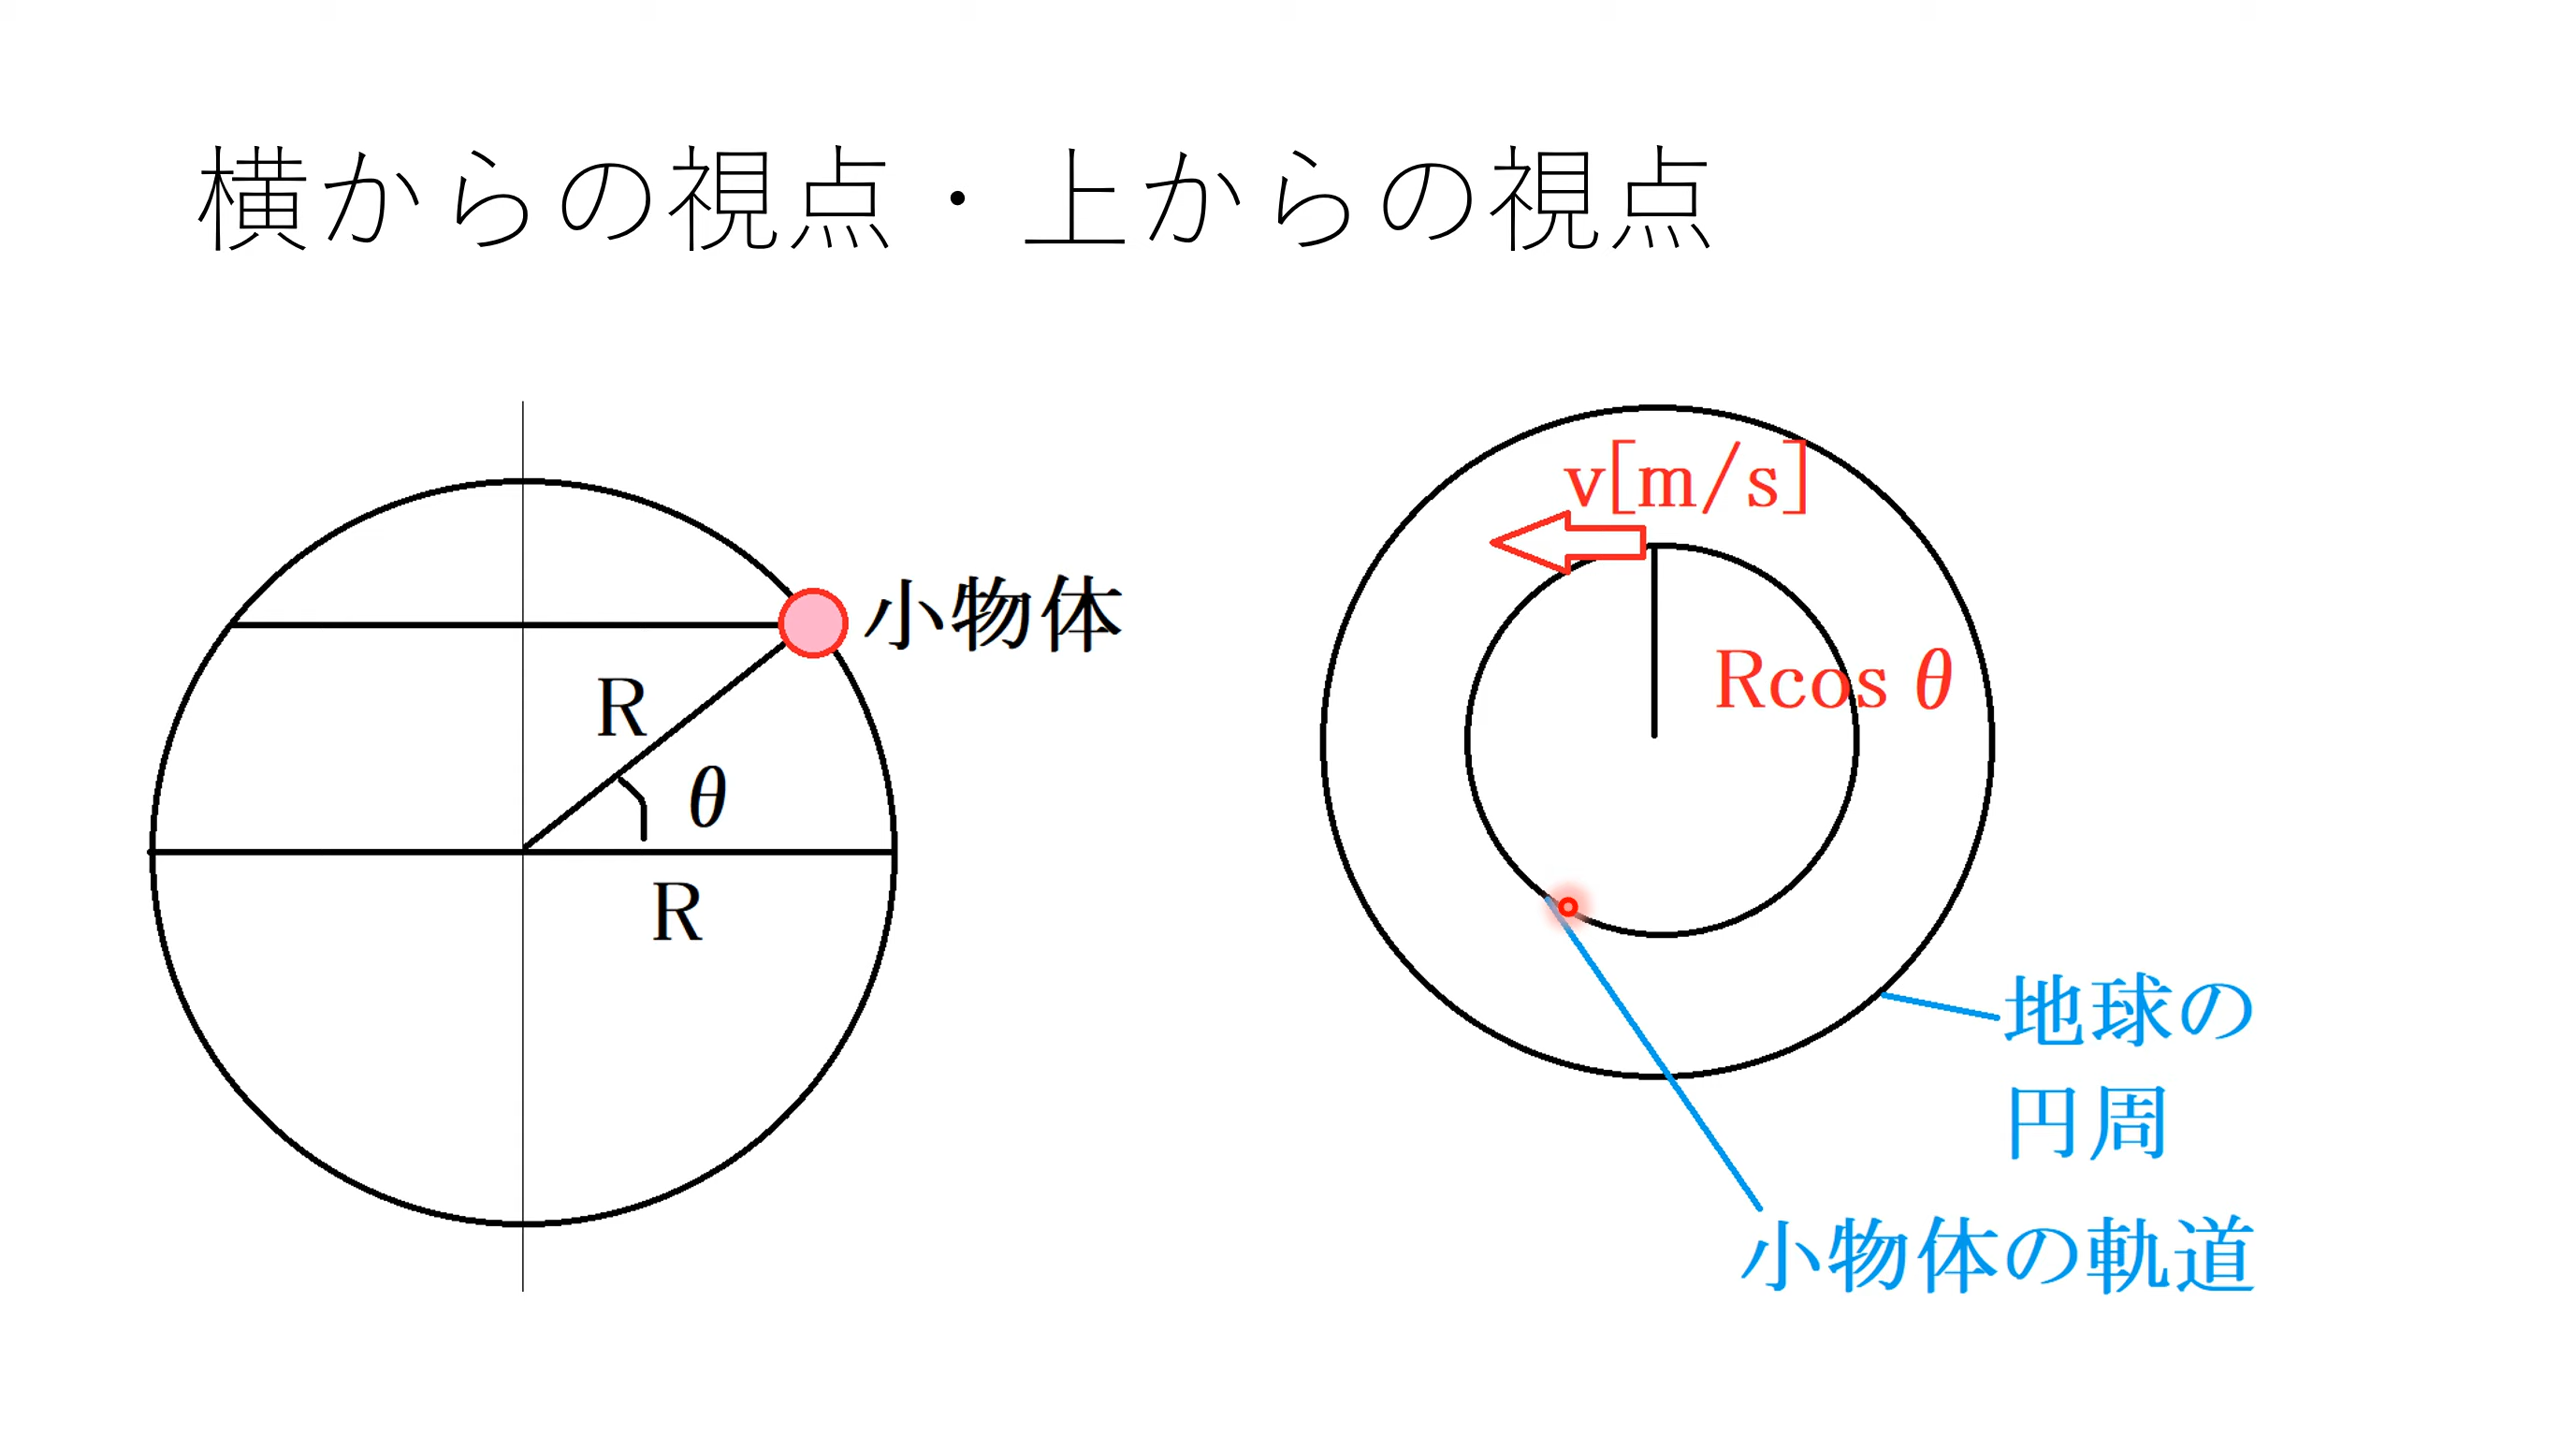 横からの視点・上からの視点
小物体
R
θ
R
v[m/s]
Rcos θ
地球の
円周
小物体の軌道